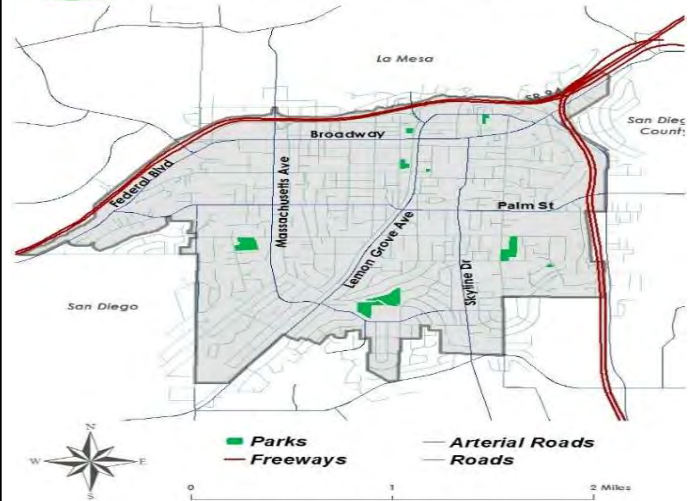 La Mesa
SR 94
San Dieg
County
Broadway
Federal Blvd
Massachusetts Ave
Lemon Grove Ave
Palm St
Skyline Dr
San Diego
N
W E
S
Parks
Freeways
Arterial Roads
Roads
0 1 2 Miles